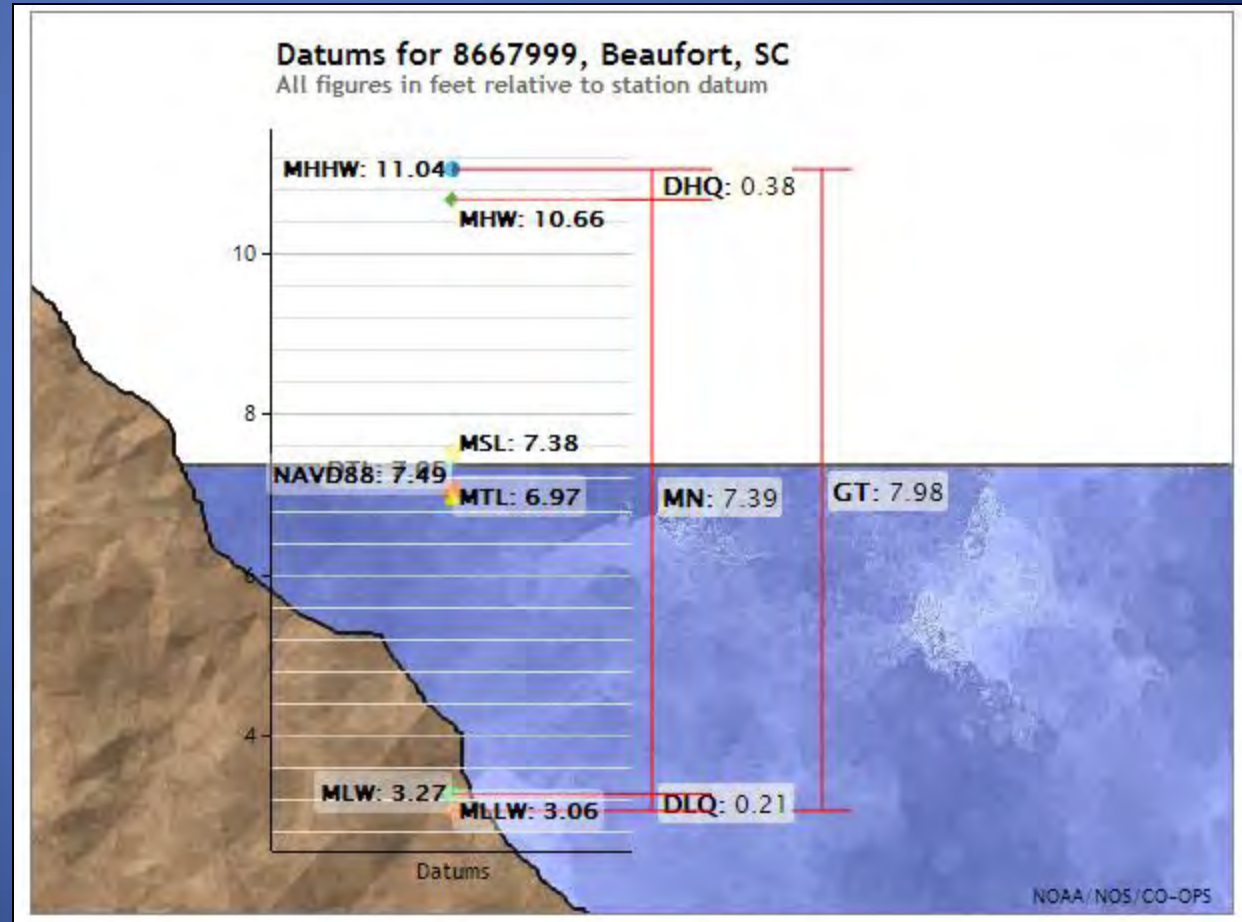 Datums for 8667999, Beaufort, SC
All figures in feet relative to station datum
MHHW: 11.04
DHQ: 0.38
MHW: 10.66
10
8
MSL: 7.38
NAVD88: 7.49
MTL: 6.97
MN: 7.39
GT: 7.98
6
4
MLW: 3.27
MLLW: 3.06
DLQ: 0.21
Datums
NOAA/NOS/CO-OPS